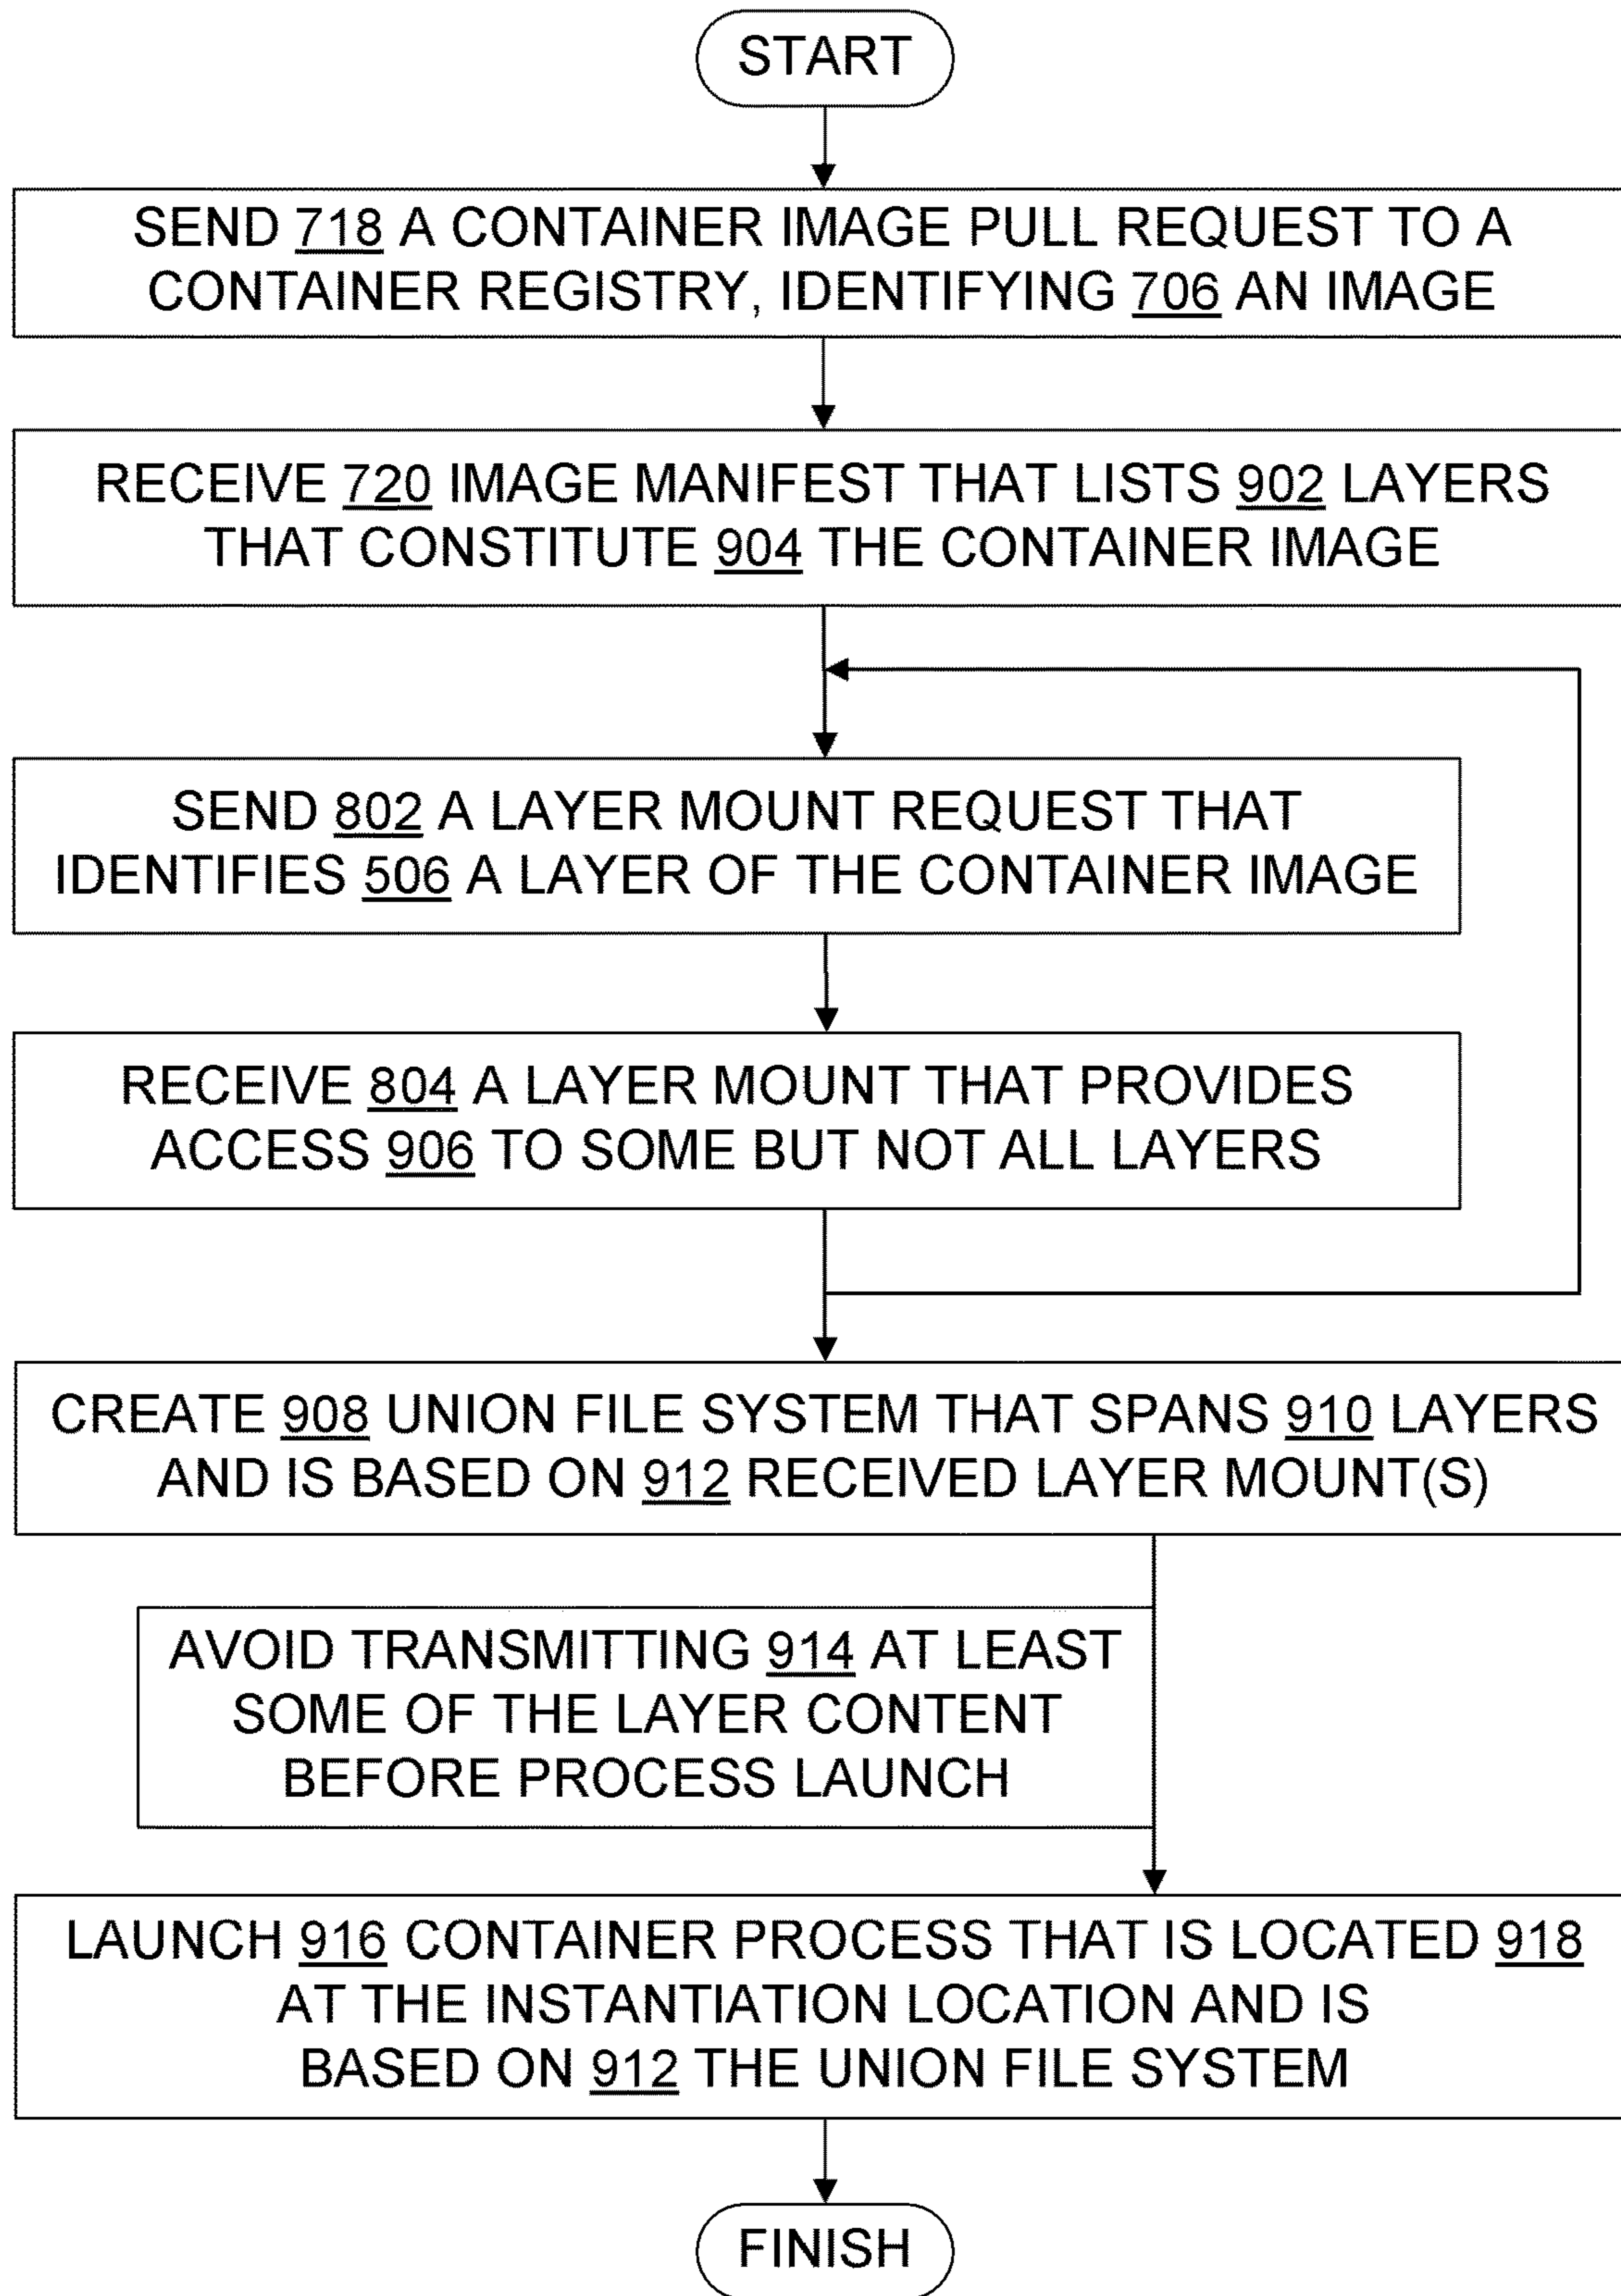 START
SEND 718 A CONTAINER IMAGE PULL REQUEST TO A
CONTAINER REGISTRY, IDENTIFYING 706 AN IMAGE
RECEIVE 720 IMAGE MANIFEST THAT LISTS 902 LAYERS
THAT CONSTITUTE 904 THE CONTAINER IMAGE
SEND 802 A LAYER MOUNT REQUEST THAT
IDENTIFIES 506 A LAYER OF THE CONTAINER IMAGE
RECEIVE 804 A LAYER MOUNT THAT PROVIDES
ACCESS 906 TO SOME BUT NOT ALL LAYERS
CREATE 908 UNION FILE SYSTEM THAT SPANS 910 LAYERS
AND IS BASED ON 912 RECEIVED LAYER MOUNT(S)
AVOID TRANSMITTING 914 AT LEAST
SOME OF THE LAYER CONTENT
BEFORE PROCESS LAUNCH
LAUNCH 916 CONTAINER PROCESS THAT IS LOCATED 918
AT THE INSTANTIATION LOCATION AND IS
BASED ON 912 THE UNION FILE SYSTEM
FINISH